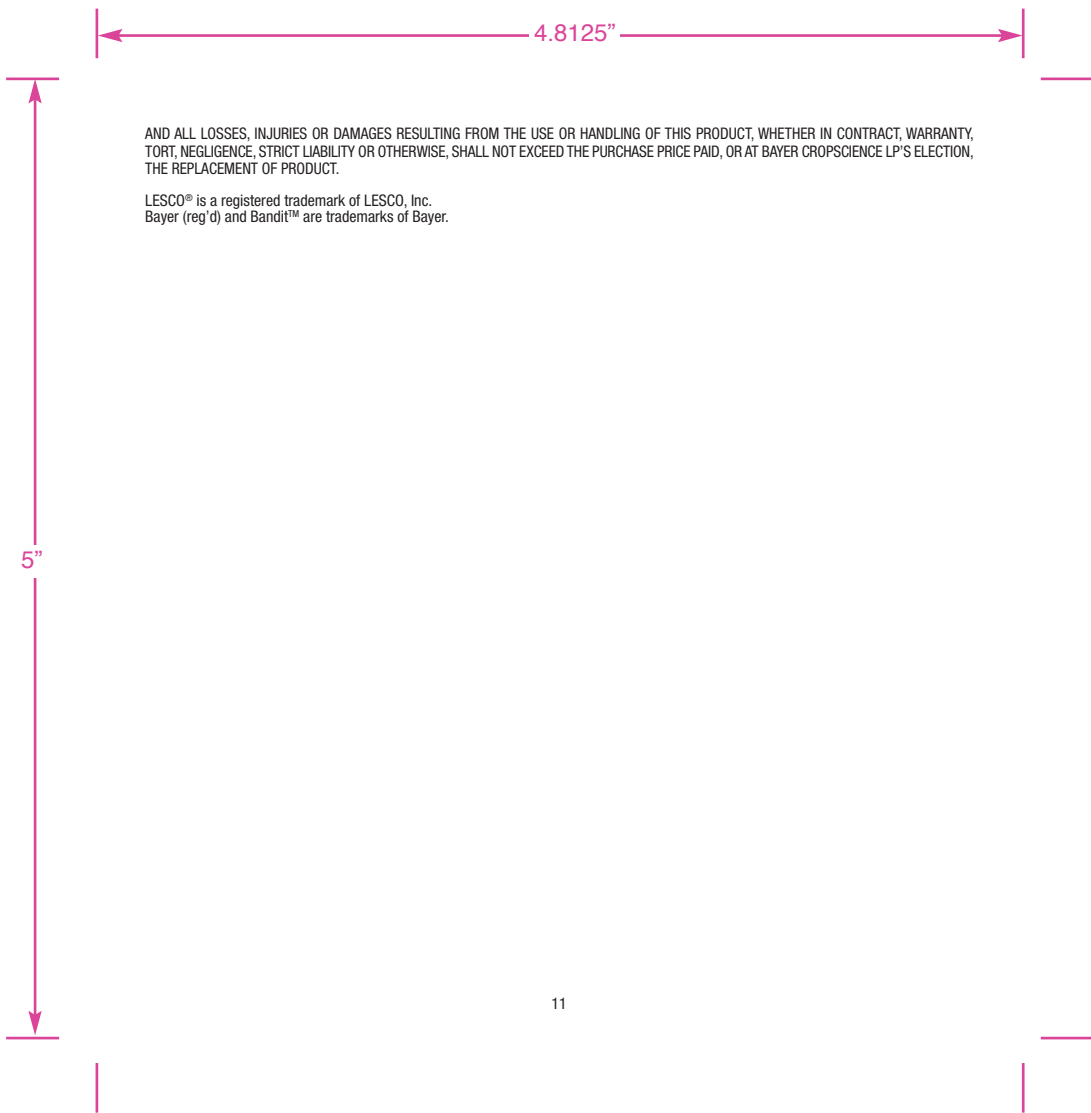 4.8125”
AND ALL LOSSES, INJURIES OR DAMAGES RESULTING FROM THE USE OR HANDLING OF THIS PRODUCT, WHETHER IN CONTRACT, WARRANTY,
TORT, NEGLIGENCE, STRICT LIABILITY OR OTHERWISE, SHALL NOT EXCEED THE PURCHASE PRICE PAID, OR AT BAYER CROPSCIENCE LP’S ELECTION,
THE REPLACEMENT OF PRODUCT.
LESCO® is a registered trademark of LESCO, Inc.
Bayer (reg’d) and Bandit™ are trademarks of Bayer.
5”
11